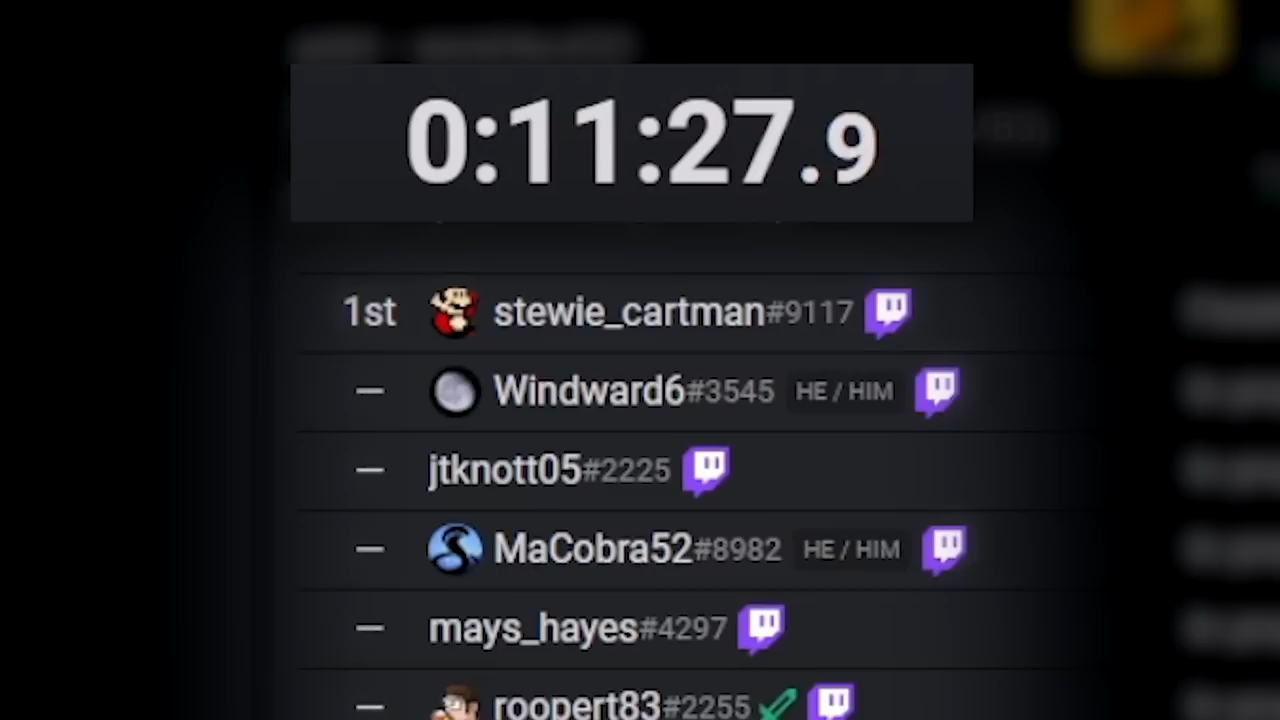 0:11:27.9
1st stewie_cartman#9117
— Windward6#3545 HE / HIM
— jtknott05#2225
— MaCobra52#8982 HE / HIM
— mays_hayes#4297
— roopert83#2255